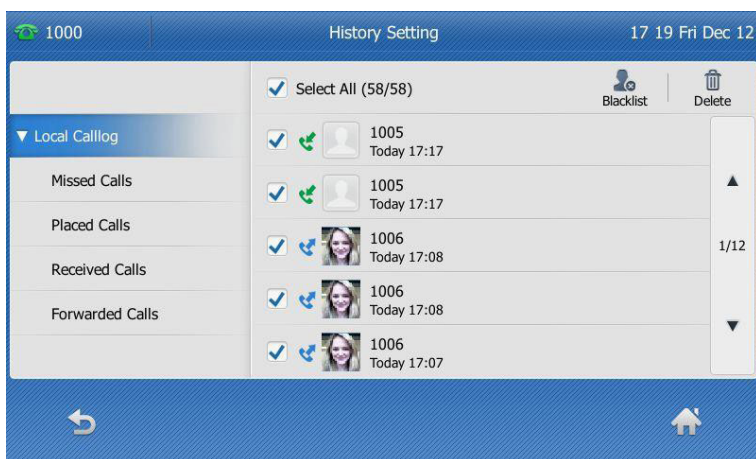 1000
History Setting
17 19 Fri Dec 12
Select All (58/58)
Blacklist
Delete
Local Calllog
Missed Calls
Placed Calls
Received Calls
Forwarded Calls
1005
Today 17:17
1005
Today 17:17
1006
Today 17:08
1006
Today 17:08
1006
Today 17:07
1/12